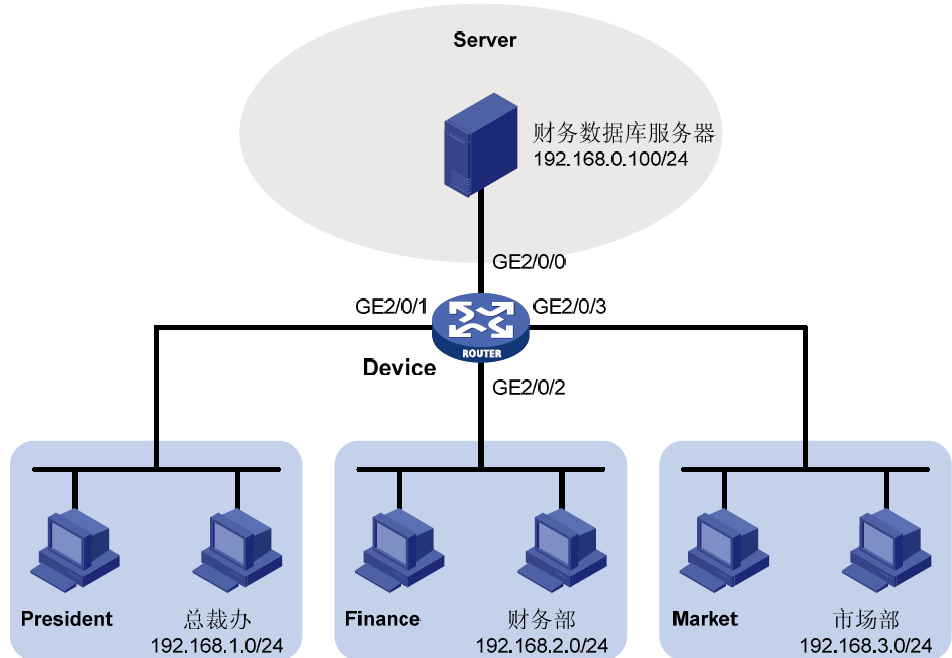 Server
财务数据库服务器
192.168.0.100/24
GE2/0/0
GE2/0/1
GE2/0/3
ROUTER
Device
GE2/0/2
President
总裁办
192.168.1.0/24
Finance
财务部
192.168.2.0/24
Market
市场部
192.168.3.0/24